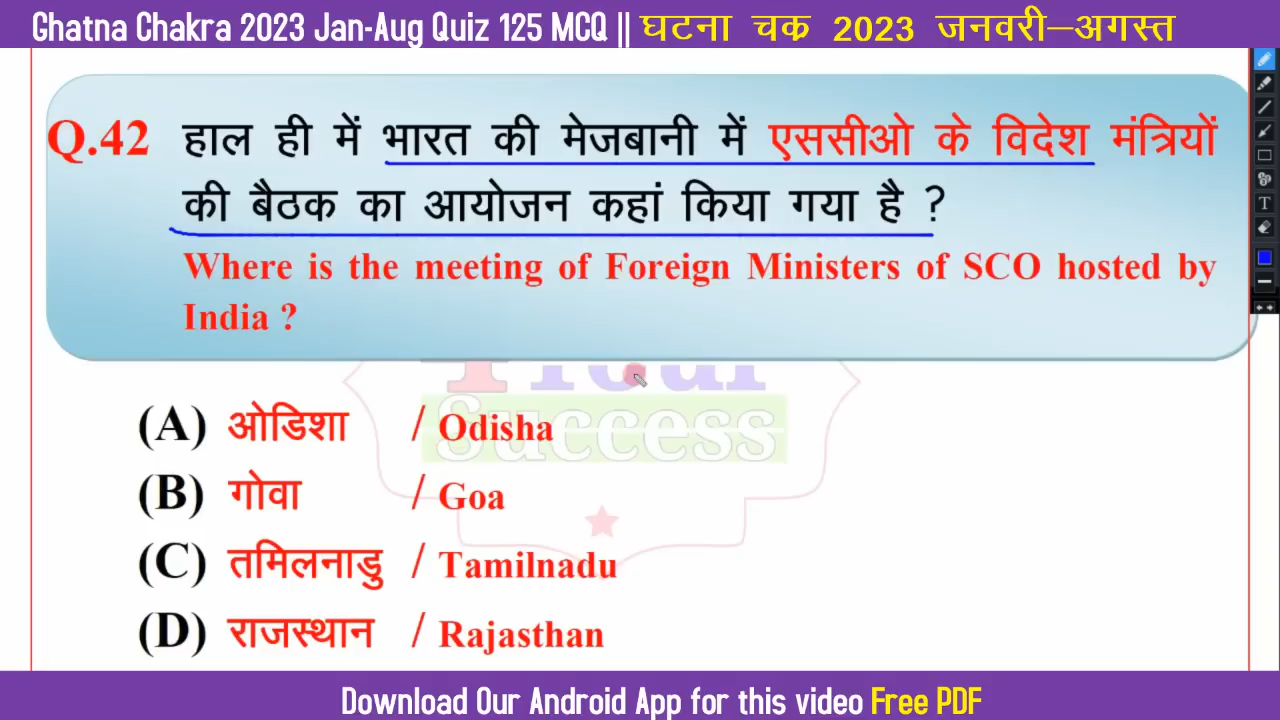 Ghatna Chakra 2023 Jan-Aug Quiz 125 MCQ || घटना चक्र 2023 जनवरी–अगस्त
Q.42 हाल ही में भारत की मेजबानी में एससीओ के विदेश मंत्रियों
की बैठक का आयोजन कहां किया गया है ?
Where is the meeting of Foreign Ministers of SCO hosted by
India ?
Success
(A) ओडिशा / Odisha
(B) गोवा / Goa
(C) तमिलनाडु / Tamilnadu
(D) राजस्थान / Rajasthan
Download Our Android App for this video Free PDF